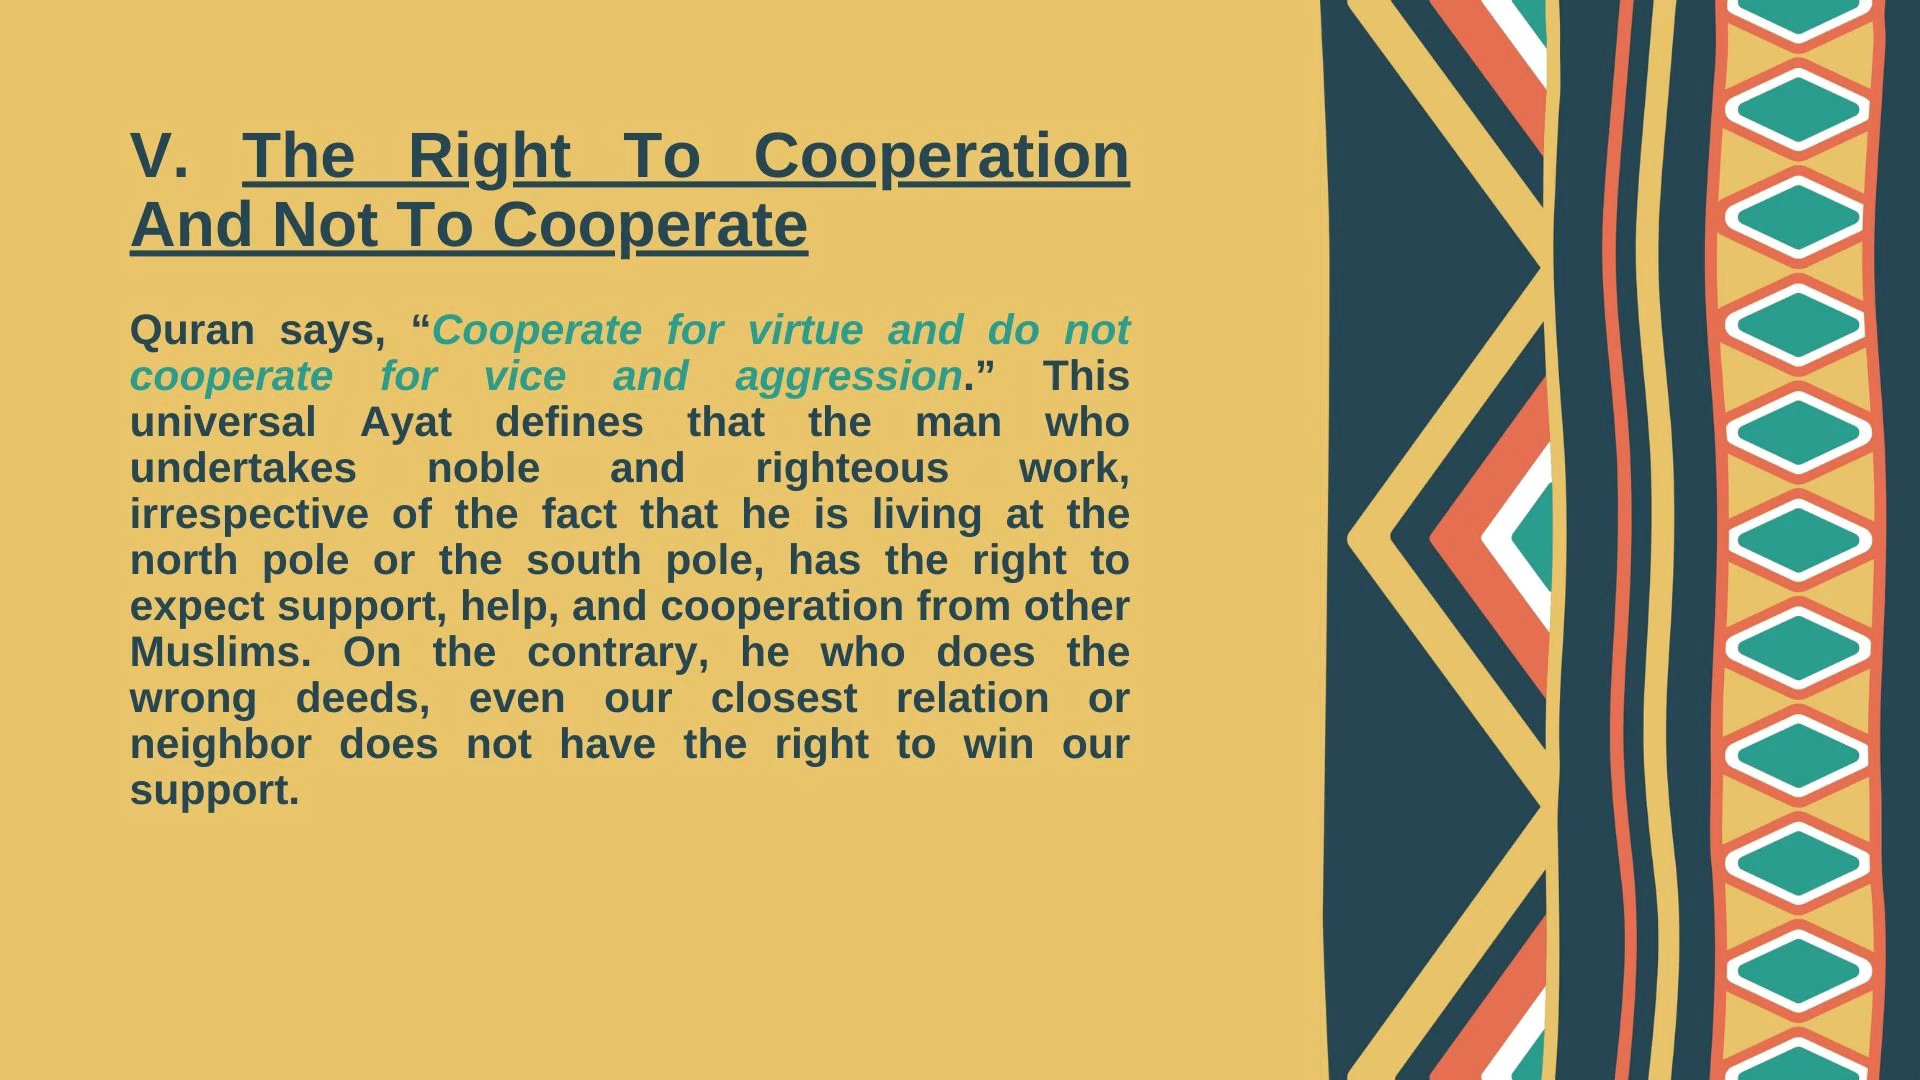 V. The Right To Cooperation
And Not To Cooperate
Quran says, “Cooperate for virtue and do not
cooperate for vice and aggression.” This
universal Ayat defines that the man who
undertakes noble and righteous work,
irrespective of the fact that he is living at the
north pole or the south pole, has the right to
expect support, help, and cooperation from other
Muslims. On the contrary, he who does the
wrong deeds, even our closest relation or
neighbor does not have the right to win our
support.